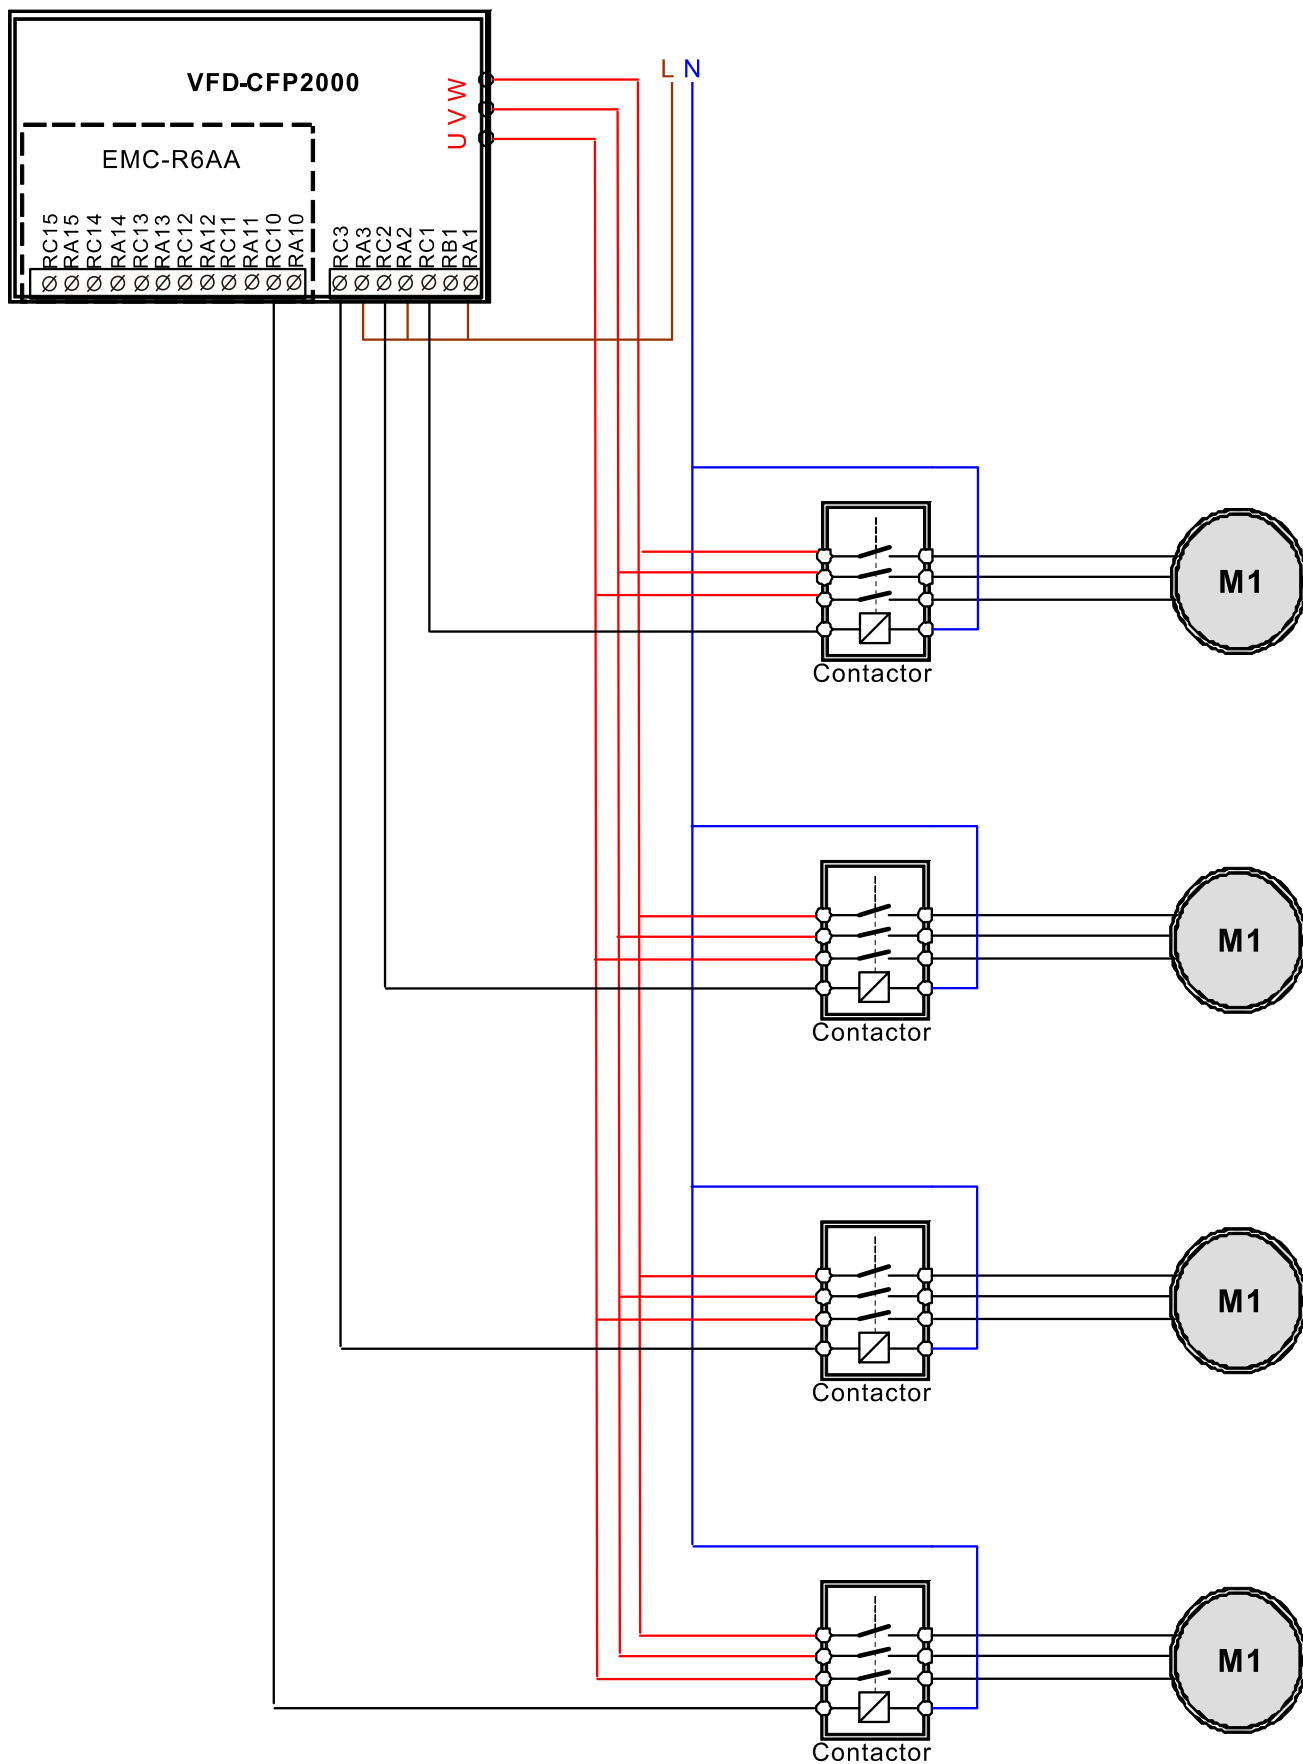 VFD-CFP2000
U V W
L N
EMC-R6AA
RC15
RA15
RC14
RA14
RC13
RA13
RC12
RA12
RC11
RA11
RC10
RA10
RC3
RA3
RC2
RA2
RC1
RB1
RA1
M1
Contactor
M1
Contactor
M1
Contactor
M1
Contactor